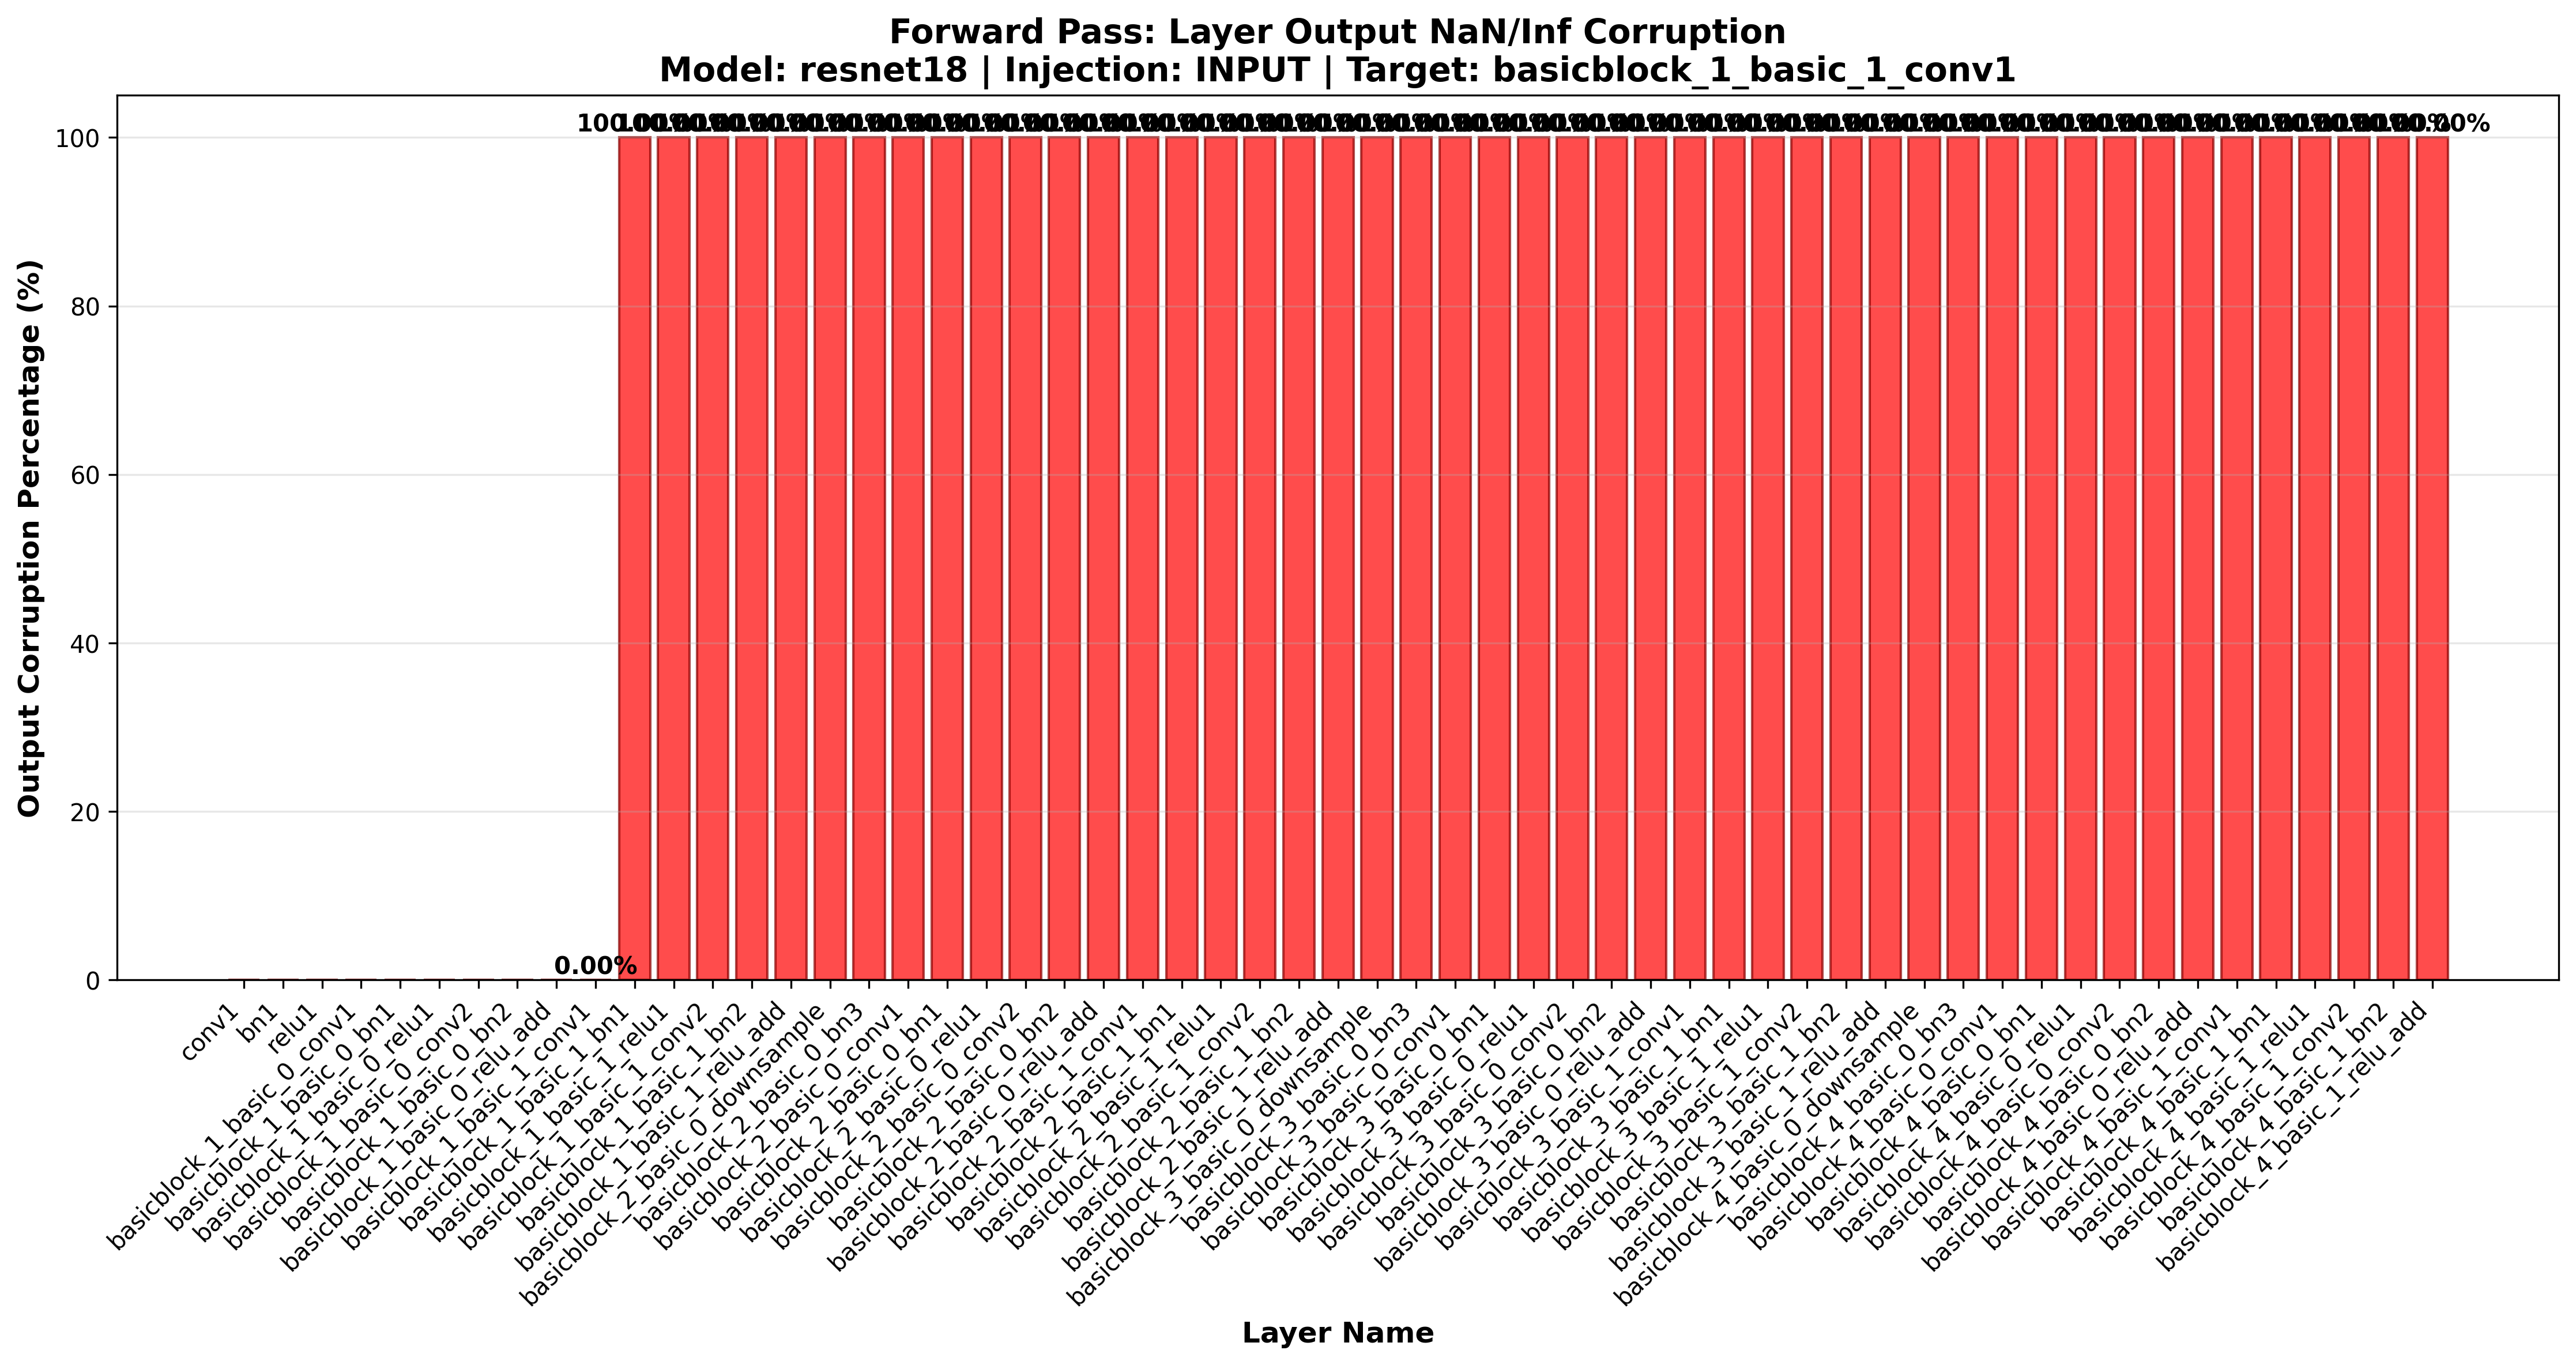 Forward Pass: Layer Output NaN/Inf Corruption
Model: resnet18 | Injection: INPUT | Target: basicblock_1_basic_1_conv1
Output Corruption Percentage (%)
100
80
60
40
20
0
0.00%
conv1
bn1
relu1
basicblock_1_basic_0_conv1
basicblock_1_basic_0_bn1
basicblock_1_basic_0_relu1
basicblock_1_basic_0_conv2
basicblock_1_basic_0_bn2
basicblock_1_basic_0_relu_add
basicblock_1_basic_1_conv1
basicblock_1_basic_1_bn1
basicblock_1_basic_1_relu1
basicblock_1_basic_1_conv2
basicblock_1_basic_1_bn2
basicblock_1_basic_1_relu_add
basicblock_2_basic_0_downsample
basicblock_2_basic_0_bn3
basicblock_2_basic_0_conv1
basicblock_2_basic_0_bn1
basicblock_2_basic_0_relu1
basicblock_2_basic_0_conv2
basicblock_2_basic_0_bn2
basicblock_2_basic_0_relu_add
basicblock_2_basic_1_conv1
basicblock_2_basic_1_bn1
basicblock_2_basic_1_relu1
basicblock_2_basic_1_conv2
basicblock_2_basic_1_bn2
basicblock_2_basic_1_relu_add
basicblock_3_basic_0_downsample
basicblock_3_basic_0_bn3
basicblock_3_basic_0_conv1
basicblock_3_basic_0_bn1
basicblock_3_basic_0_relu1
basicblock_3_basic_0_conv2
basicblock_3_basic_0_bn2
basicblock_3_basic_0_relu_add
basicblock_3_basic_1_conv1
basicblock_3_basic_1_bn1
basicblock_3_basic_1_relu1
basicblock_3_basic_1_conv2
basicblock_3_basic_1_bn2
basicblock_3_basic_1_relu_add
basicblock_4_basic_0_downsample
basicblock_4_basic_0_bn3
basicblock_4_basic_0_conv1
basicblock_4_basic_0_bn1
basicblock_4_basic_0_relu1
basicblock_4_basic_0_conv2
basicblock_4_basic_0_bn2
basicblock_4_basic_0_relu_add
basicblock_4_basic_1_conv1
basicblock_4_basic_1_bn1
basicblock_4_basic_1_relu1
basicblock_4_basic_1_conv2
basicblock_4_basic_1_bn2
basicblock_4_basic_1_relu_add
Layer Name